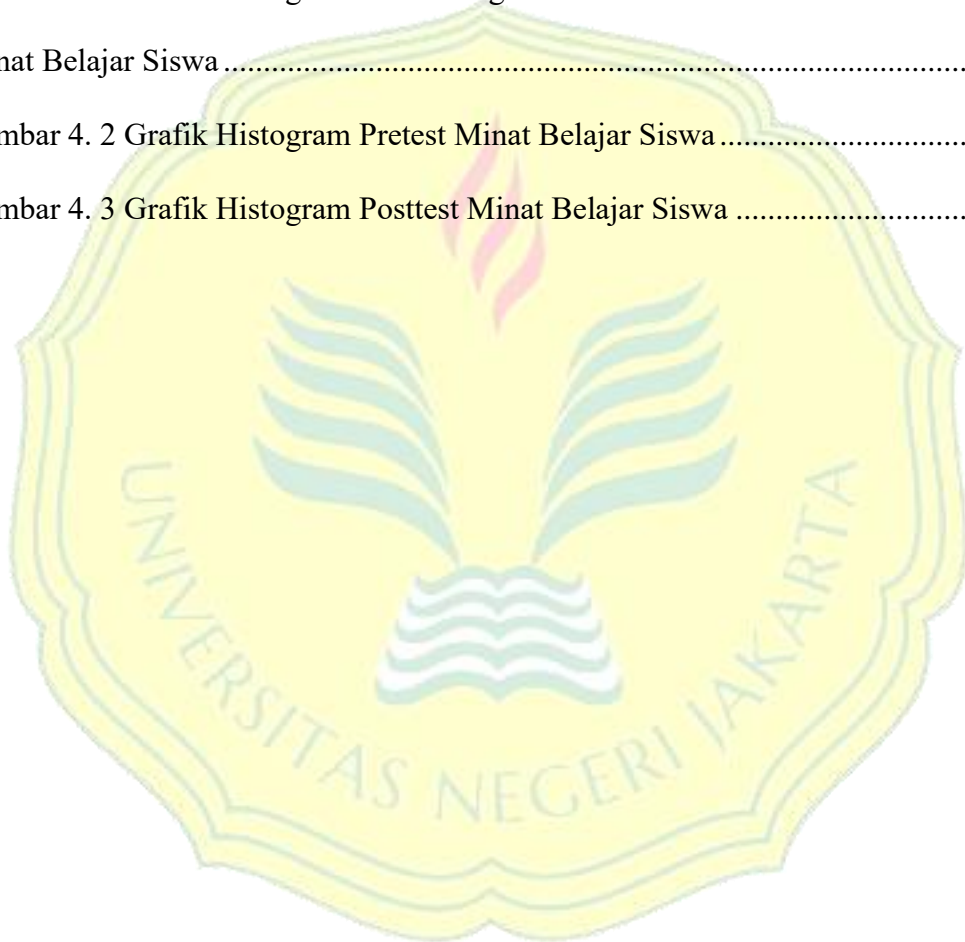 nat Belajar Siswa ........................................................................................
mbar 4. 2 Grafik Histogram Pretest Minat Belajar Siswa ..............................
mbar 4. 3 Grafik Histogram Posttest Minat Belajar Siswa ............................
UNIVERSITAS NEGERI JAKARTA